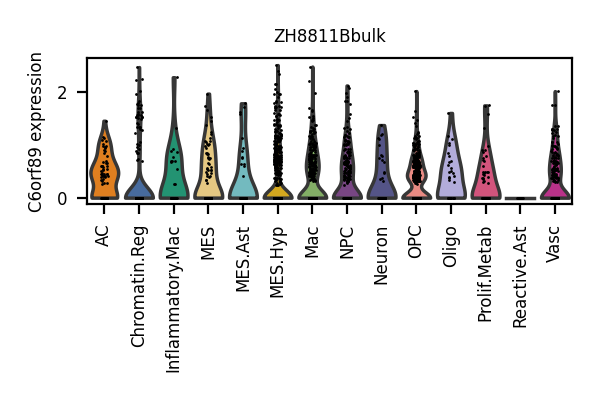 ZH8811Bbulk
C6orf89 expression
2
0
AC
Chromatin.Reg
Inflammatory.Mac
MES
MES.Ast
MES.Hyp
Mac
NPC
Neuron
OPC
Oligo
Prolif.Metab
Reactive.Ast
Vasc